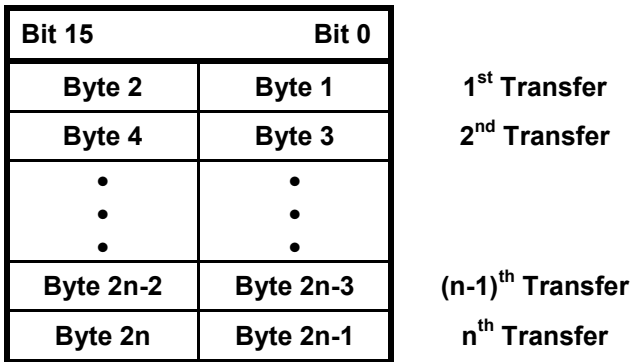 Bit 15 Bit 0
Byte 2 Byte 1 1st Transfer
Byte 4 Byte 3 2nd Transfer
• •
• •
• •
Byte 2n-2 Byte 2n-3 (n-1)th Transfer
Byte 2n Byte 2n-1 nth Transfer